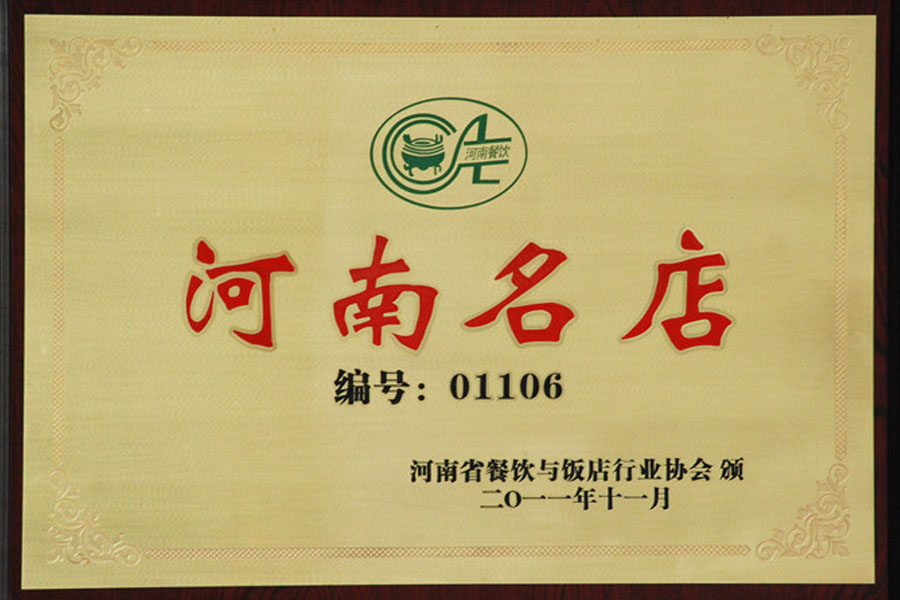 河南餐饮
河南名店
编号：01106
河南省餐饮与饭店行业协会 颁
二〇一一年十一月